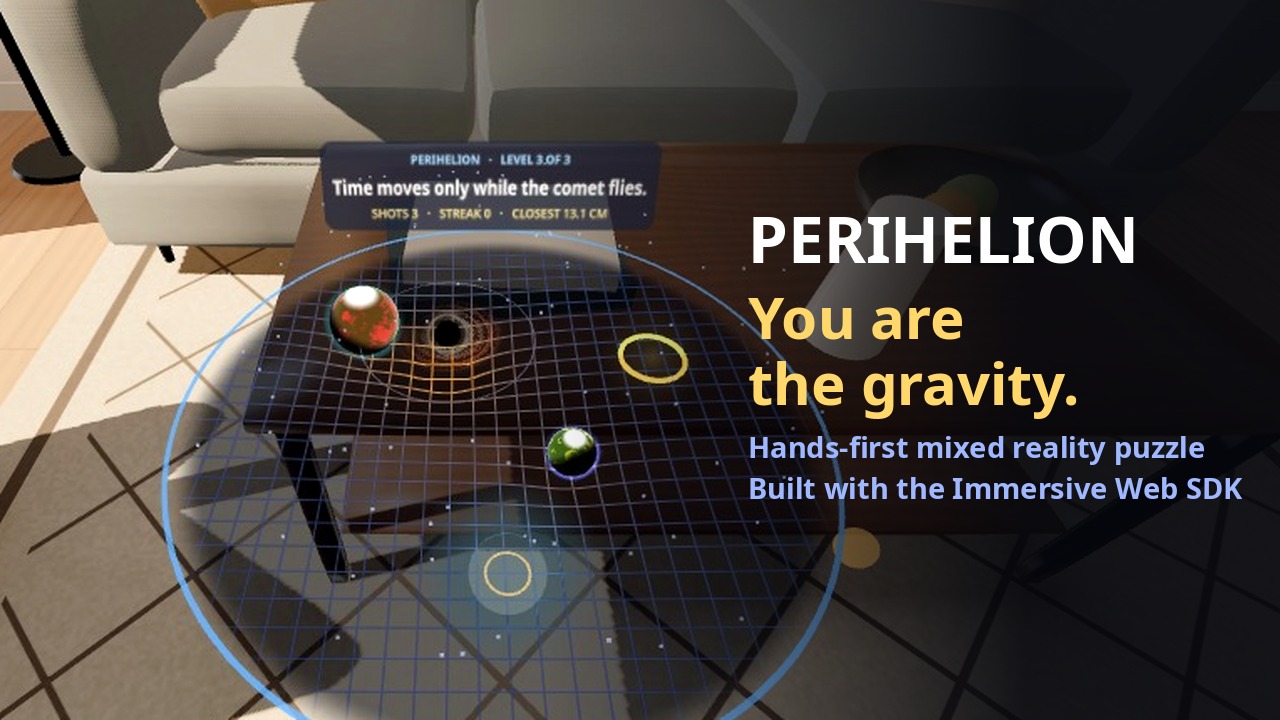 PERIHELION · LEVEL 3 OF 3
Time moves only while the comet flies.
SHOTS 3 · STREAK 0 · CLOSEST 13.1 CM
PERIHELION
You are
the gravity.
Hands-first mixed reality puzzle
Built with the Immersive Web SDK